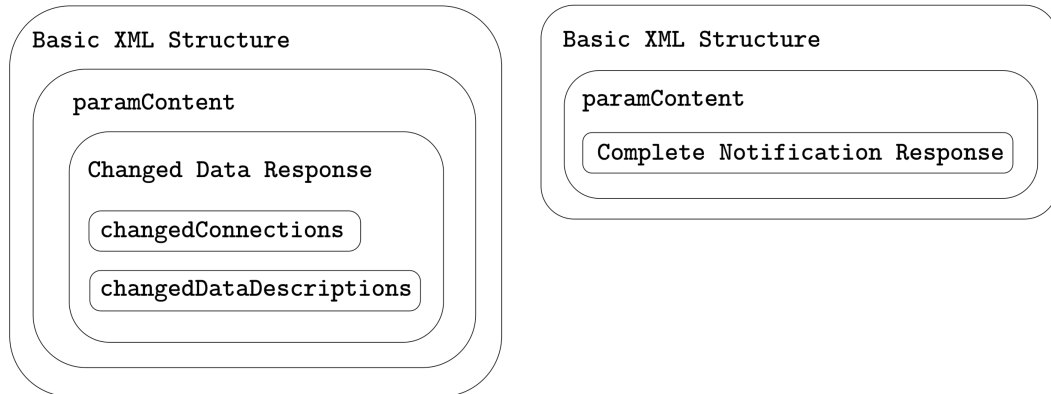 Basic XML Structure
paramContent
Changed Data Response
changedConnections
changedDataDescriptions
Basic XML Structure
paramContent
Complete Notification Response